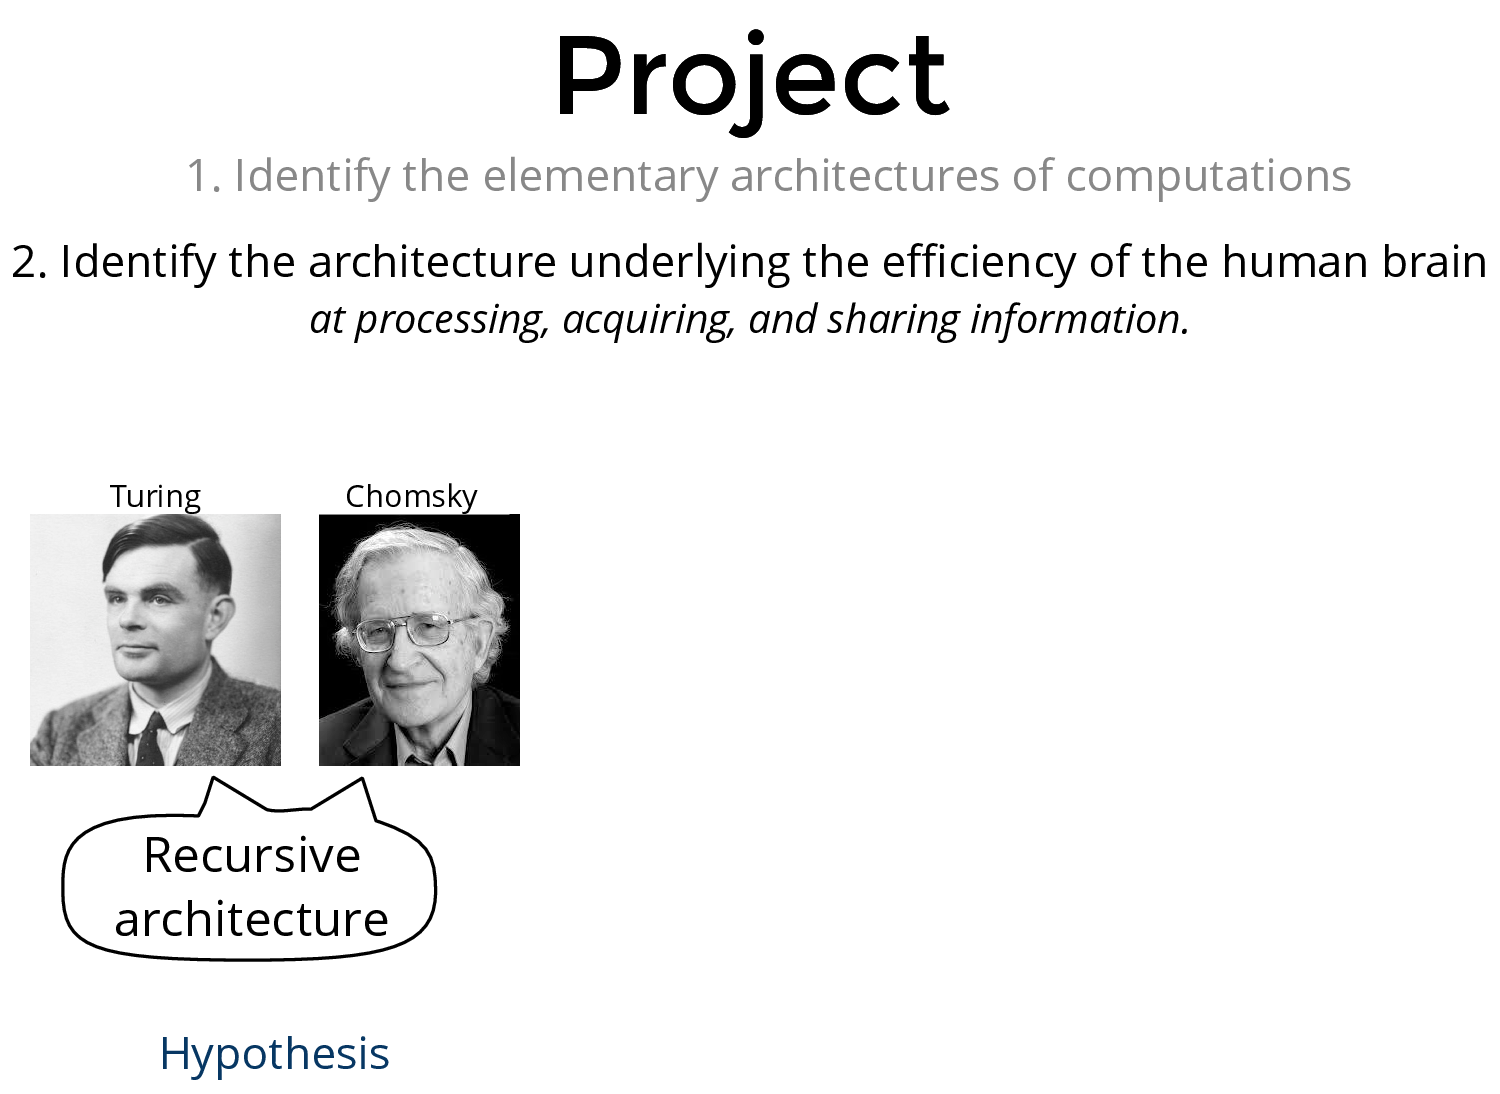 Project
1. Identify the elementary architectures of computations
2. Identify the architecture underlying the efficiency of the human brain
at processing, acquiring, and sharing information.
Turing
Chomsky
Recursive
architecture
Hypothesis